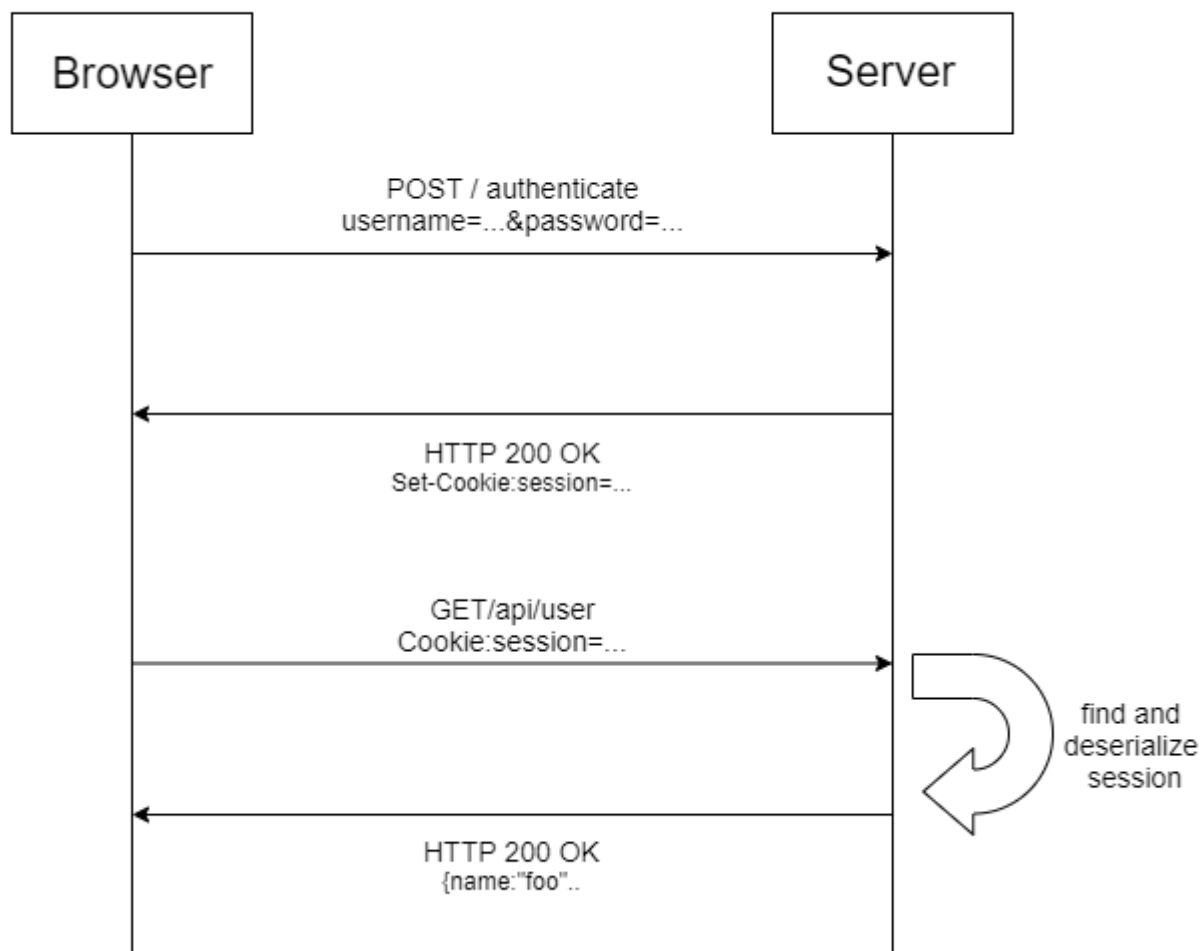 Browser
Server
POST / authenticate
username=...&password=...
HTTP 200 OK
Set-Cookie:session=...
GET/api/user
Cookie:session=...
find and
deserialize
session
HTTP 200 OK
{name:"foo"..